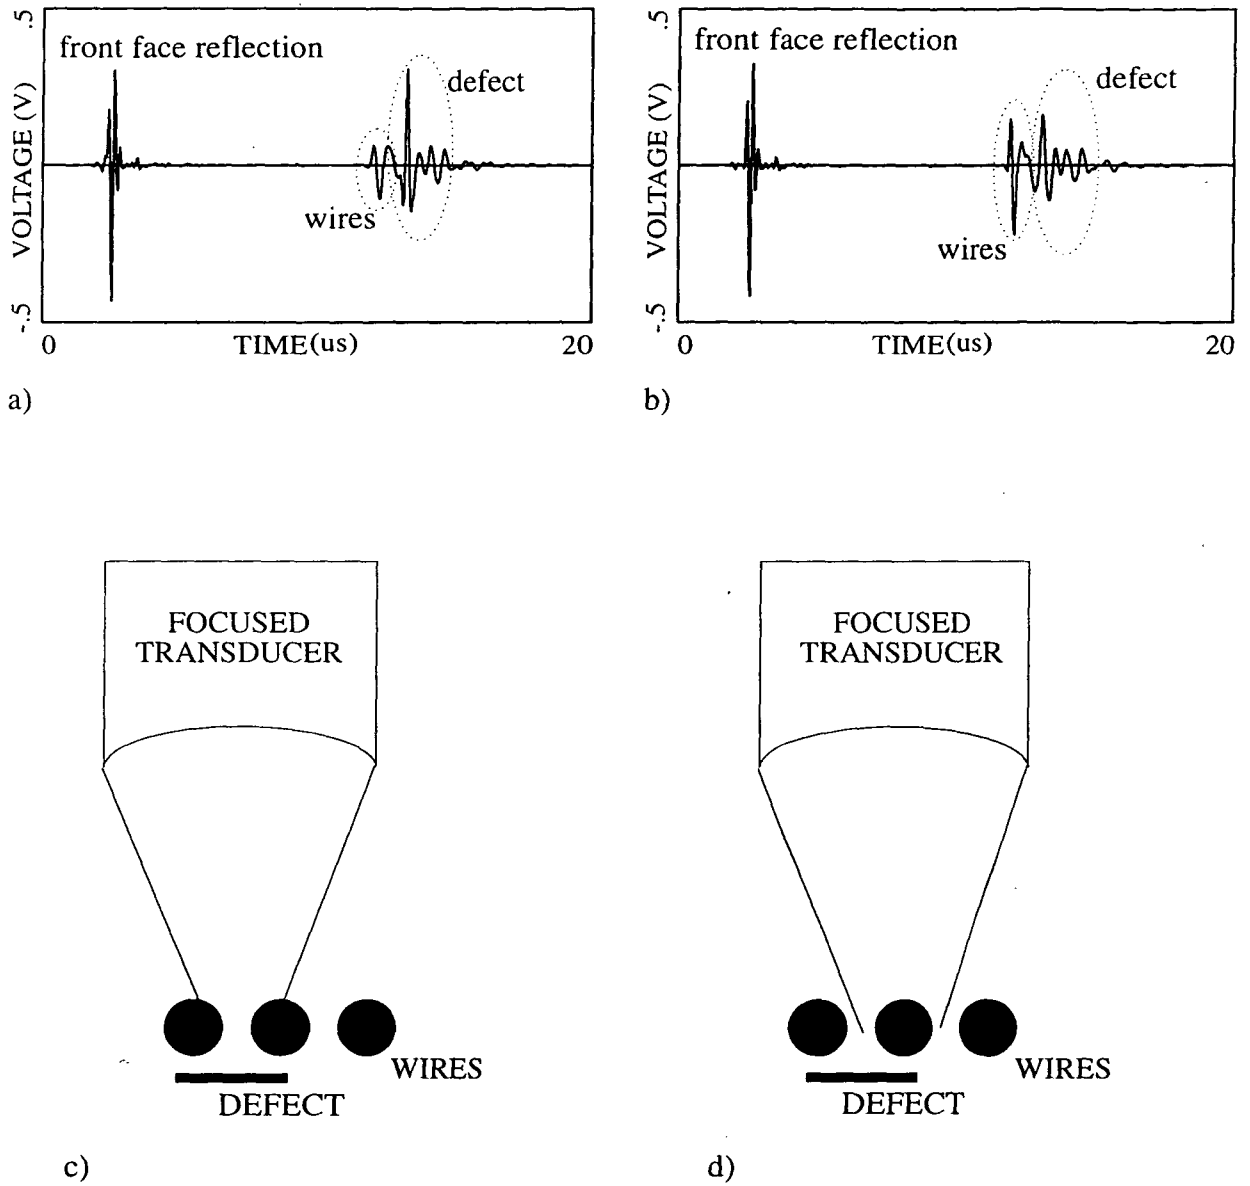 .5
front face reflection
defect
wires
VOLTAGE (V)
-.5
0
TIME(us)
20
a)
.5
front face reflection
defect
wires
VOLTAGE (V)
-.5
0
TIME(us)
20
b)
FOCUSED
TRANSDUCER
WIRES
DEFECT
c)
FOCUSED
TRANSDUCER
WIRES
DEFECT
d)